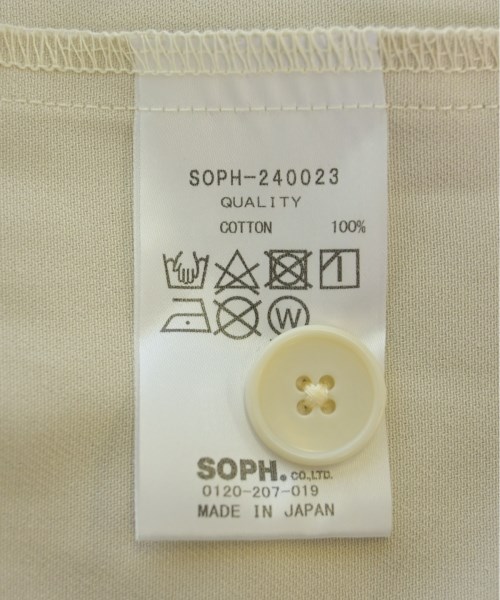 SOPH-240023
QUALITY
COTTON 100%
W
SOPH. CO.,LTD.
0120-207-019
MADE IN JAPAN